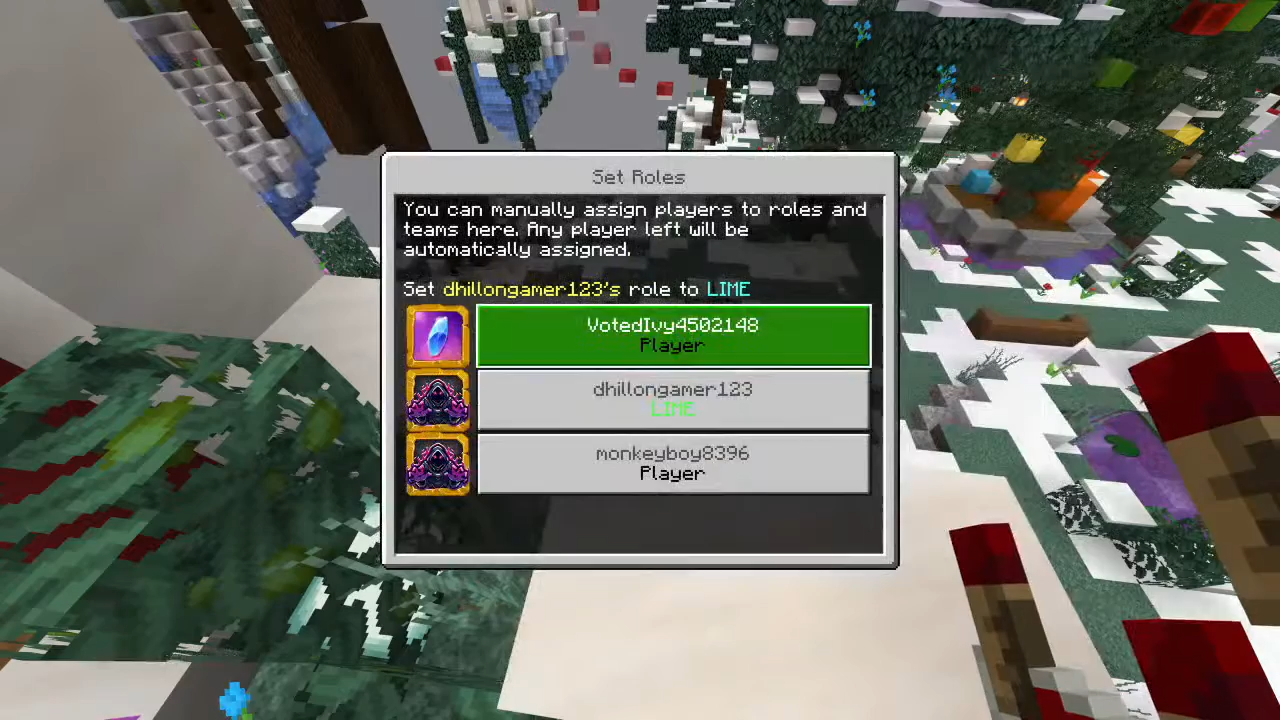 Set Roles
You can manually assign players to roles and
teams here. Any player left will be
automatically assigned.
Set dhillongamer123's role to LIME
VotedIvy4502148
Player
dhillongamer123
LIME
monkeyboy8396
Player